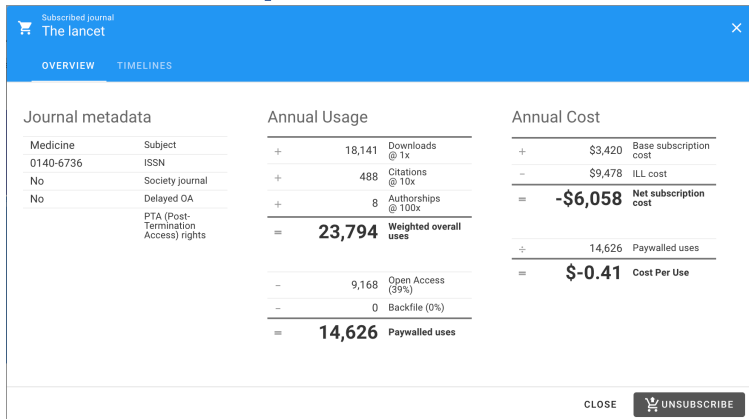 Subscribed journal
The lancet
OVERVIEW TIMELINES
Journal metadata
Medicine Subject
0140-6736 ISSN
No Society journal
No Delayed OA
PTA (Post-
Termination
Access) rights
Annual Usage
+ 18,141 Downloads
@ 1x
+ 488 Citations
@ 10x
+ 8 Authorships
@ 100x
= 23,794 Weighted overall
uses
- 9,168 Open Access
(39%)
- 0 Backfile (0%)
= 14,626 Paywalled uses
Annual Cost
+ $3,420 Base subscription
cost
- $9,478 ILL cost
= -$6,058 Net subscription
cost
÷ 14,626 Paywalled uses
= $-0.41 Cost Per Use
CLOSE UNSUBSCRIBE